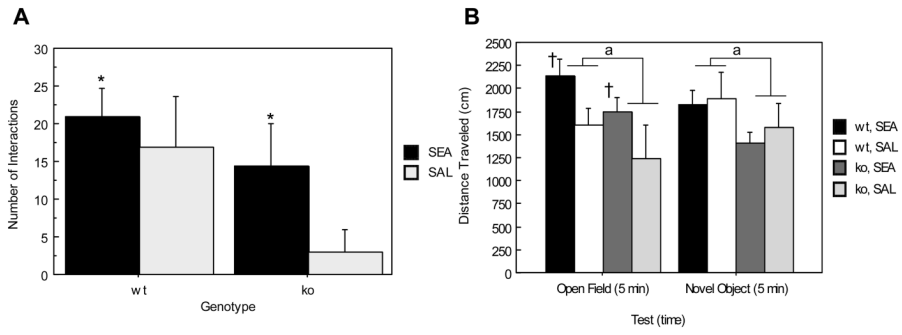 A
30
25
20
15
10
5
0
Number of Interactions
*
*
wt
ko
Genotype
SEA
SAL
B
2500
2250
2000
1750
1500
1250
1000
750
500
250
0
Distance Traveled (cm)
†
a
†
a
Open Field (5 min)
Novel Object (5 min)
Test (time)
wt, SEA
wt, SAL
ko, SEA
ko, SAL